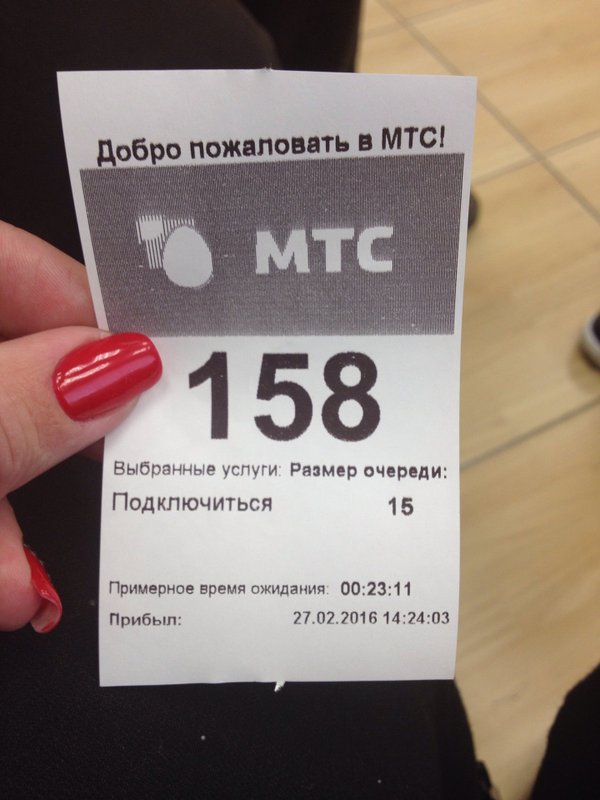 Добро пожаловать в МТС!
МТС
158
Выбранные услуги: Размер очереди:
Подключиться 15
Примерное время ожидания: 00:23:11
Прибыл: 27.02.2016 14:24:03